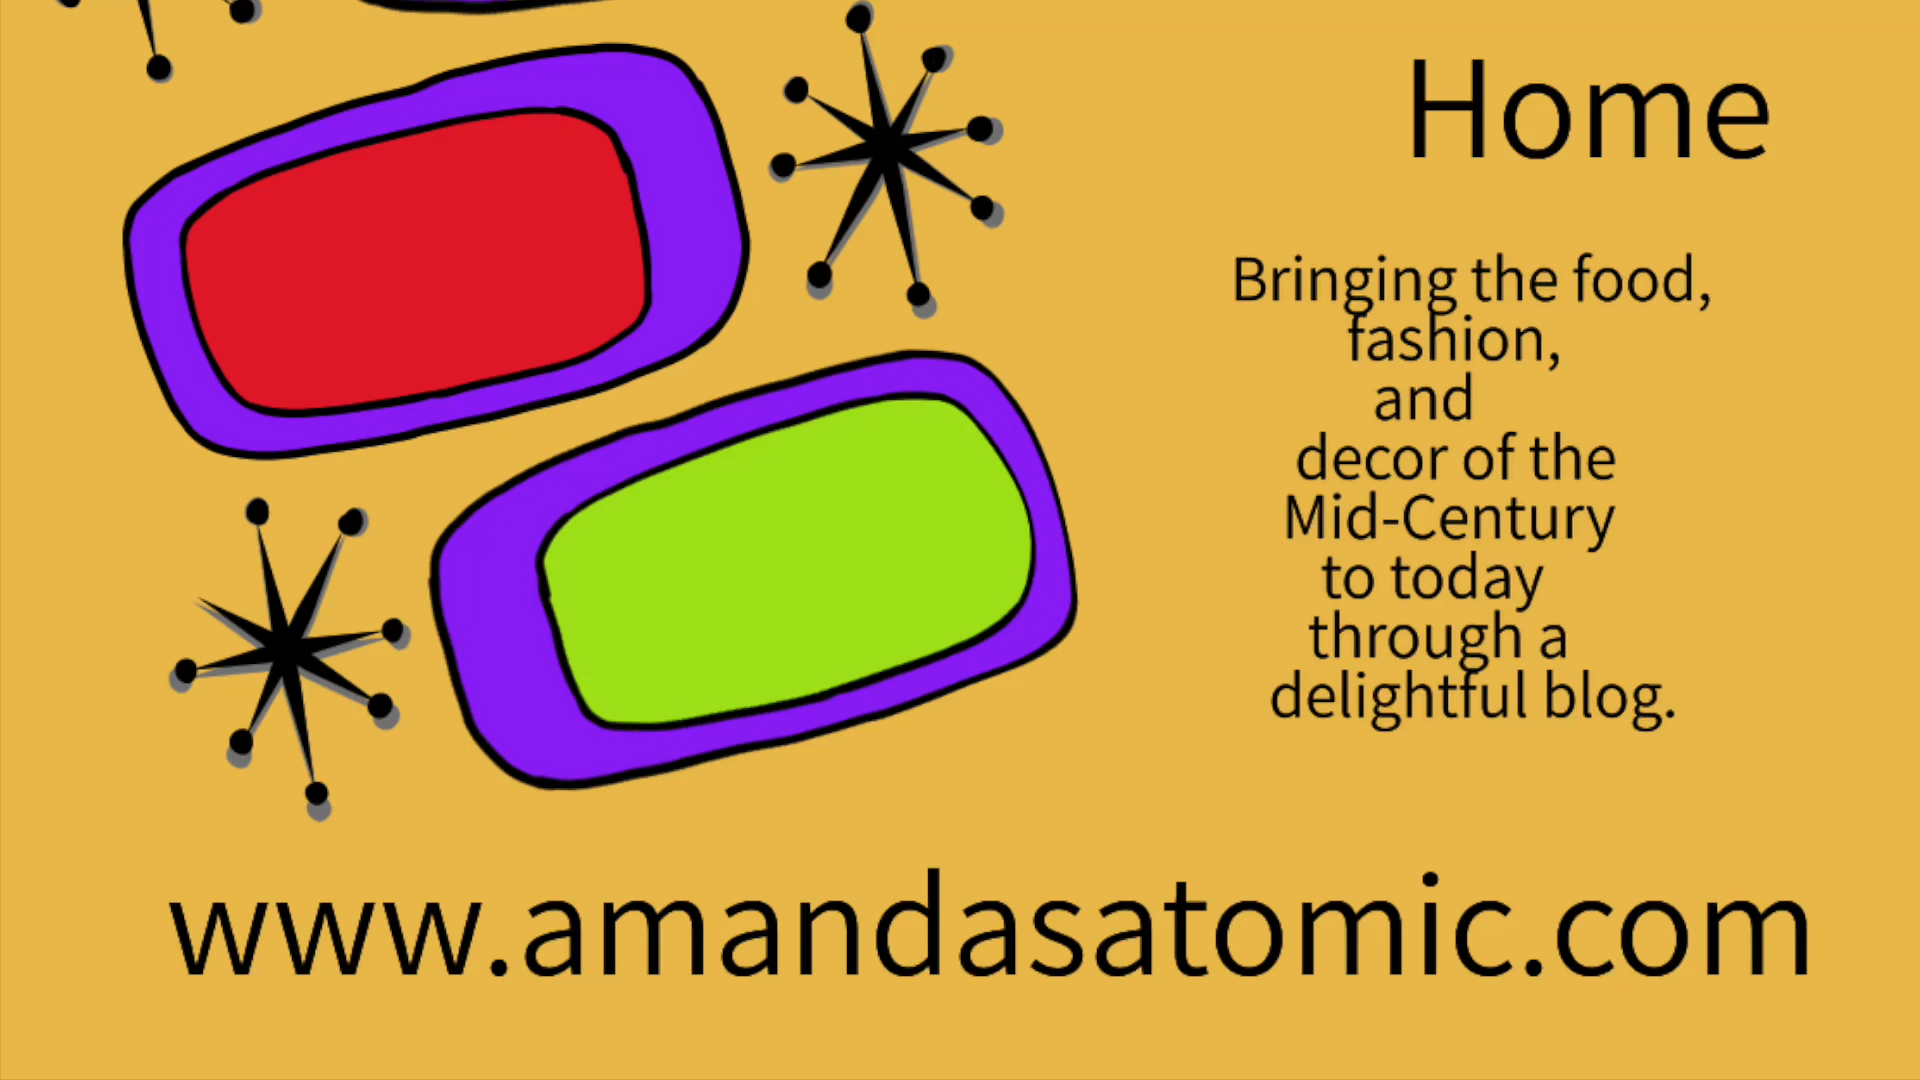 Home
Bringing the food,
fashion,
and
decor of the
Mid-Century
to today
through a
delightful blog.
www.amandasatomic.com